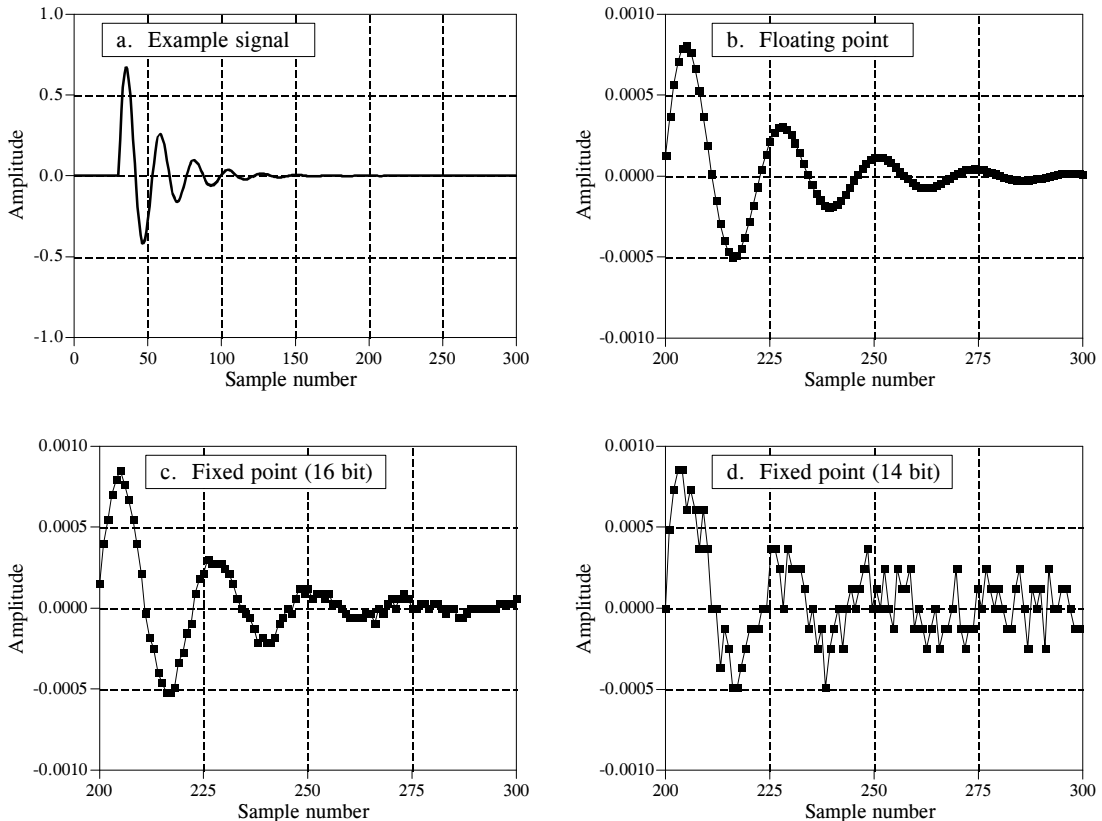 a. Example signal
1.0
0.5
0.0
-0.5
-1.0
Amplitude
0 50 100 150 200 250 300
Sample number
b. Floating point
0.0010
0.0005
0.0000
-0.0005
-0.0010
Amplitude
200 225 250 275 300
Sample number
c. Fixed point (16 bit)
0.0010
0.0005
0.0000
-0.0005
-0.0010
Amplitude
200 225 250 275 300
Sample number
d. Fixed point (14 bit)
0.0010
0.0005
0.0000
-0.0005
-0.0010
Amplitude
200 225 250 275 300
Sample number